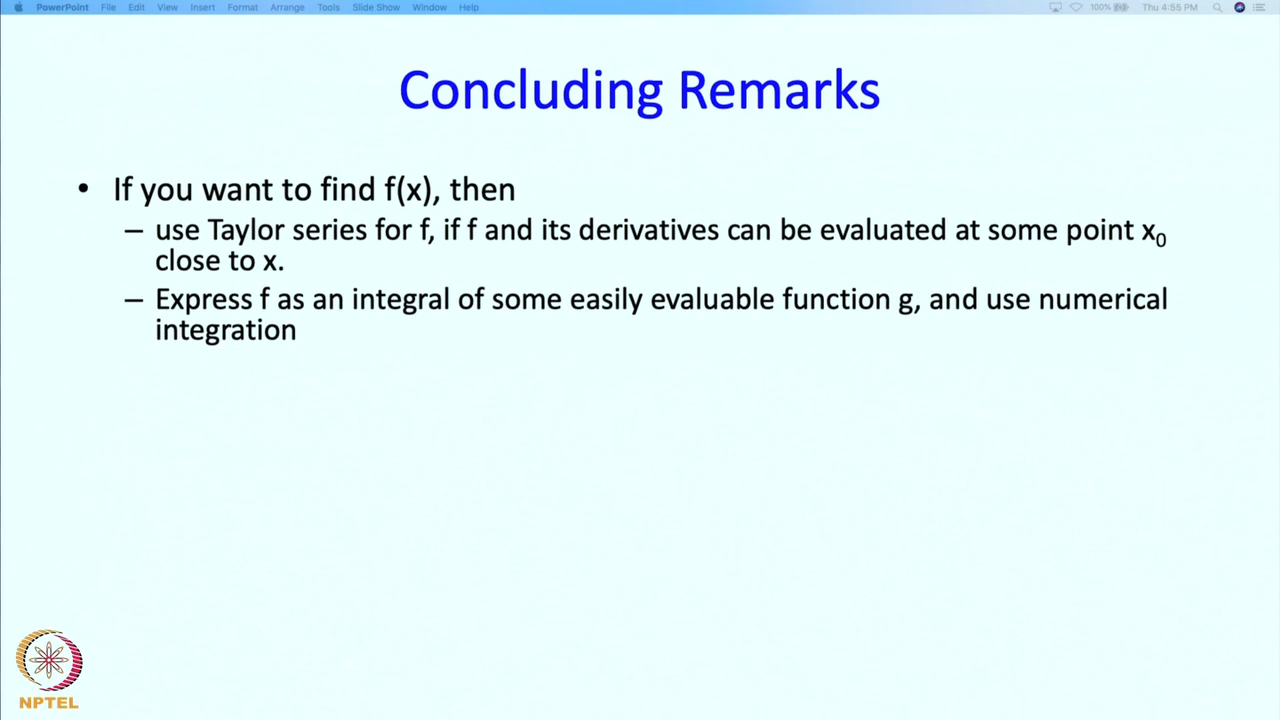 PowerPoint File Edit View Insert Format Arrange Tools Slide Show Window Help 100% Thu 4:55 PM
Concluding Remarks
• If you want to find f(x), then
– use Taylor series for f, if f and its derivatives can be evaluated at some point x₀
close to x.
– Express f as an integral of some easily evaluable function g, and use numerical
integration
NPTEL